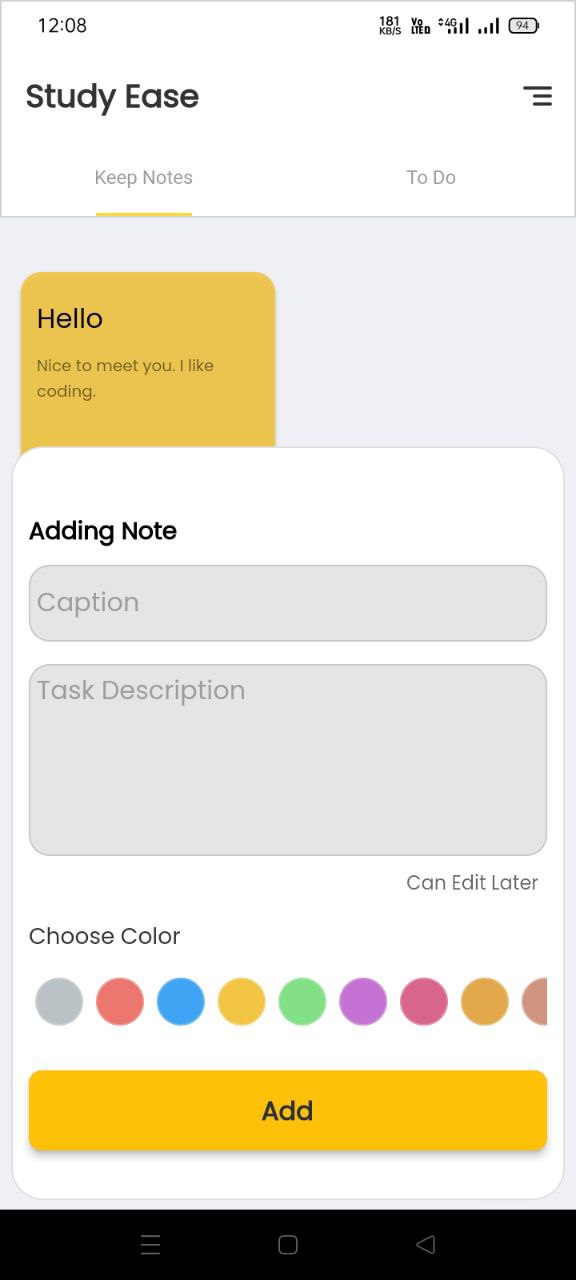 12:08
181 KB/S Vo LTED 4G 94
Study Ease
Keep Notes To Do
Hello
Nice to meet you. I like
coding.
Adding Note
Caption
Task Description
Can Edit Later
Choose Color
Add